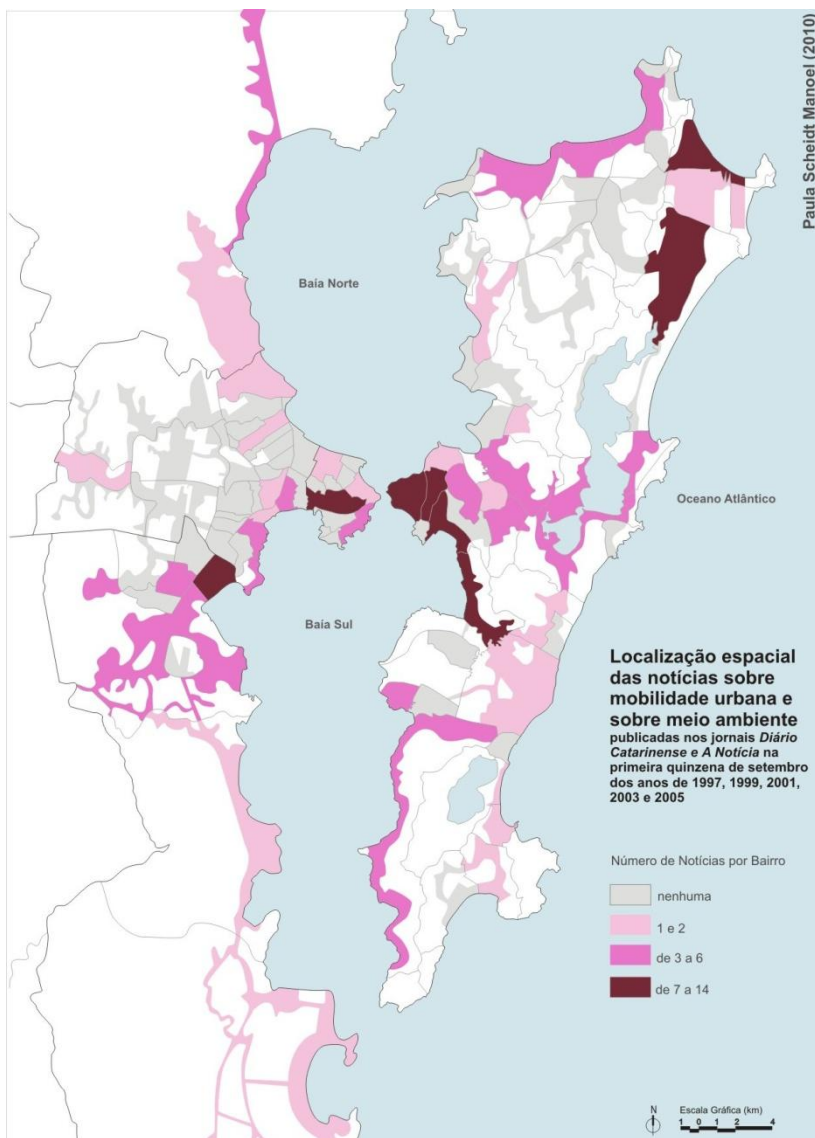 Paula Scheidt Manoel (2010)
Baía Norte
Oceano Atlântico
Baía Sul
Localização espacial
das notícias sobre
mobilidade urbana e
sobre meio ambiente
publicadas nos jornais Diário
Catarinense e A Notícia na
primeira quinzena de setembro
dos anos de 1997, 1999, 2001,
2003 e 2005
Número de Notícias por Bairro
nenhuma
1 e 2
de 3 a 6
de 7 a 14
N
Escala Gráfica (km)
1 0 1 2 4